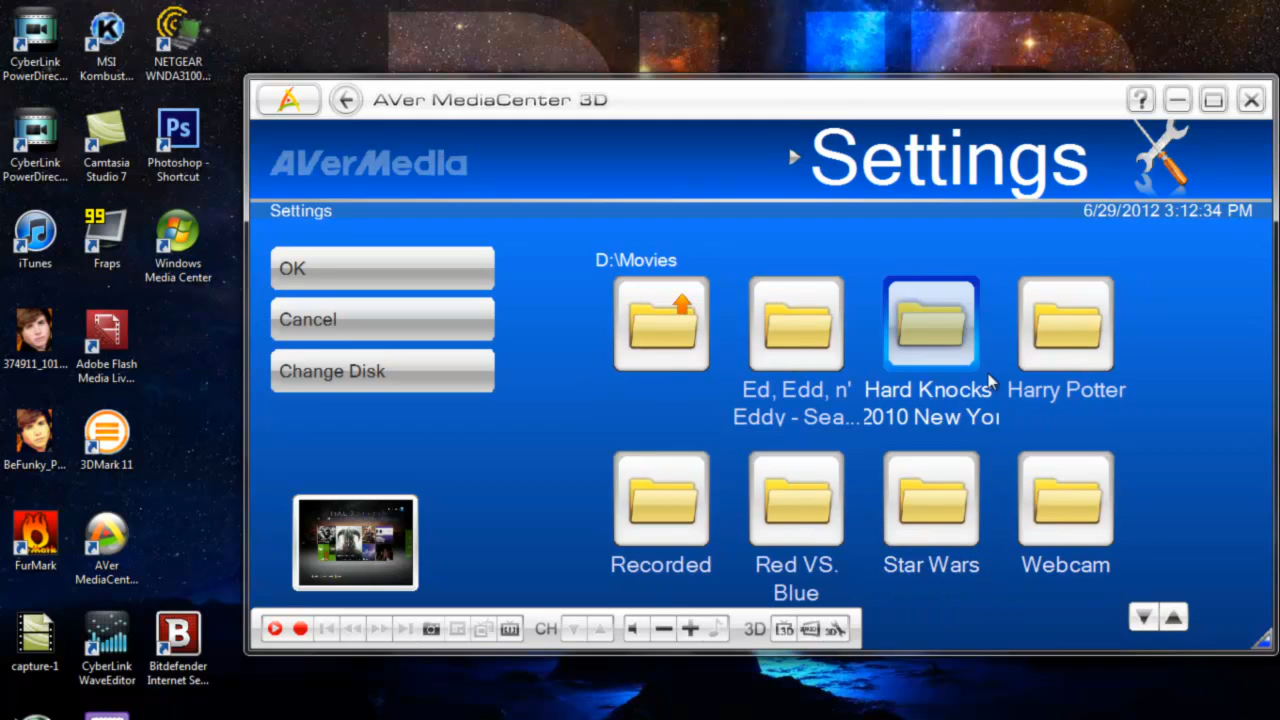 CyberLink
PowerDirec...
MSI
Kombust...
NETGEAR
WNDA3100...
CyberLink
PowerDirec...
Camtasia
Studio 7
Ps
Photoshop -
Shortcut
iTunes
99
Fraps
Windows
Media Center
374911_101...
Adobe Flash
Media Liv...
BeFunky_P...
3DMark 11
FurMark
AVer
MediaCent...
capture-1
CyberLink
WaveEditor
B
Bitdefender
Internet Se...
AVer MediaCenter 3D
?
AVerMedia
Settings
Settings
6/29/2012 3:12:34 PM
OK
Cancel
Change Disk
D:\Movies
Ed, Edd, n'
Eddy - Sea...
Hard Knocks
2010 New Yor
Harry Potter
Recorded
Red VS.
Blue
Star Wars
Webcam
CH
3D